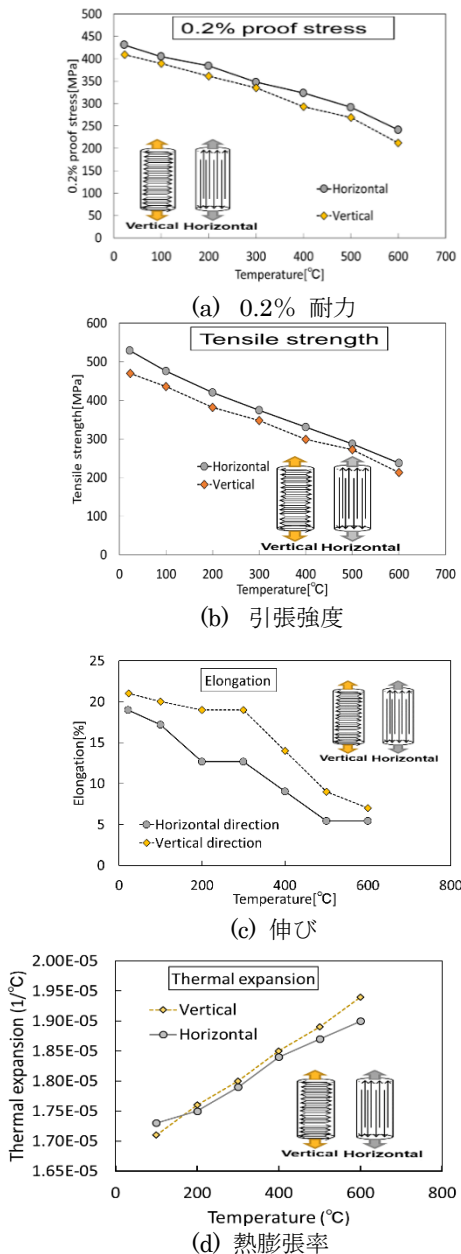 0.2% proof stress
500
450
400
350
300
250
200
150
100
50
0
0.2% proof stress[MPa]
Vertical Horizontal
Horizontal
Vertical
0 100 200 300 400 500 600 700
Temperature[℃]
(a) 0.2% 耐力
Tensile strength
600
500
400
300
200
100
0
Tensile strength[MPa]
Horizontal
Vertical
Vertical Horizontal
0 100 200 300 400 500 600 700
Temperature[℃]
(b) 引張強度
Elongation
25
20
15
10
5
0
Elongation[%]
Vertical Horizontal
Horizontal direction
Vertical direction
0 200 400 600 800
Temperature[℃]
(c) 伸び
Thermal expansion
2.00E-05
1.95E-05
1.90E-05
1.85E-05
1.80E-05
1.75E-05
1.70E-05
1.65E-05
Thermal expansion (1/℃)
Vertical
Horizontal
Vertical Horizontal
0 200 400 600 800
Temperature (℃)
(d) 熱膨張率